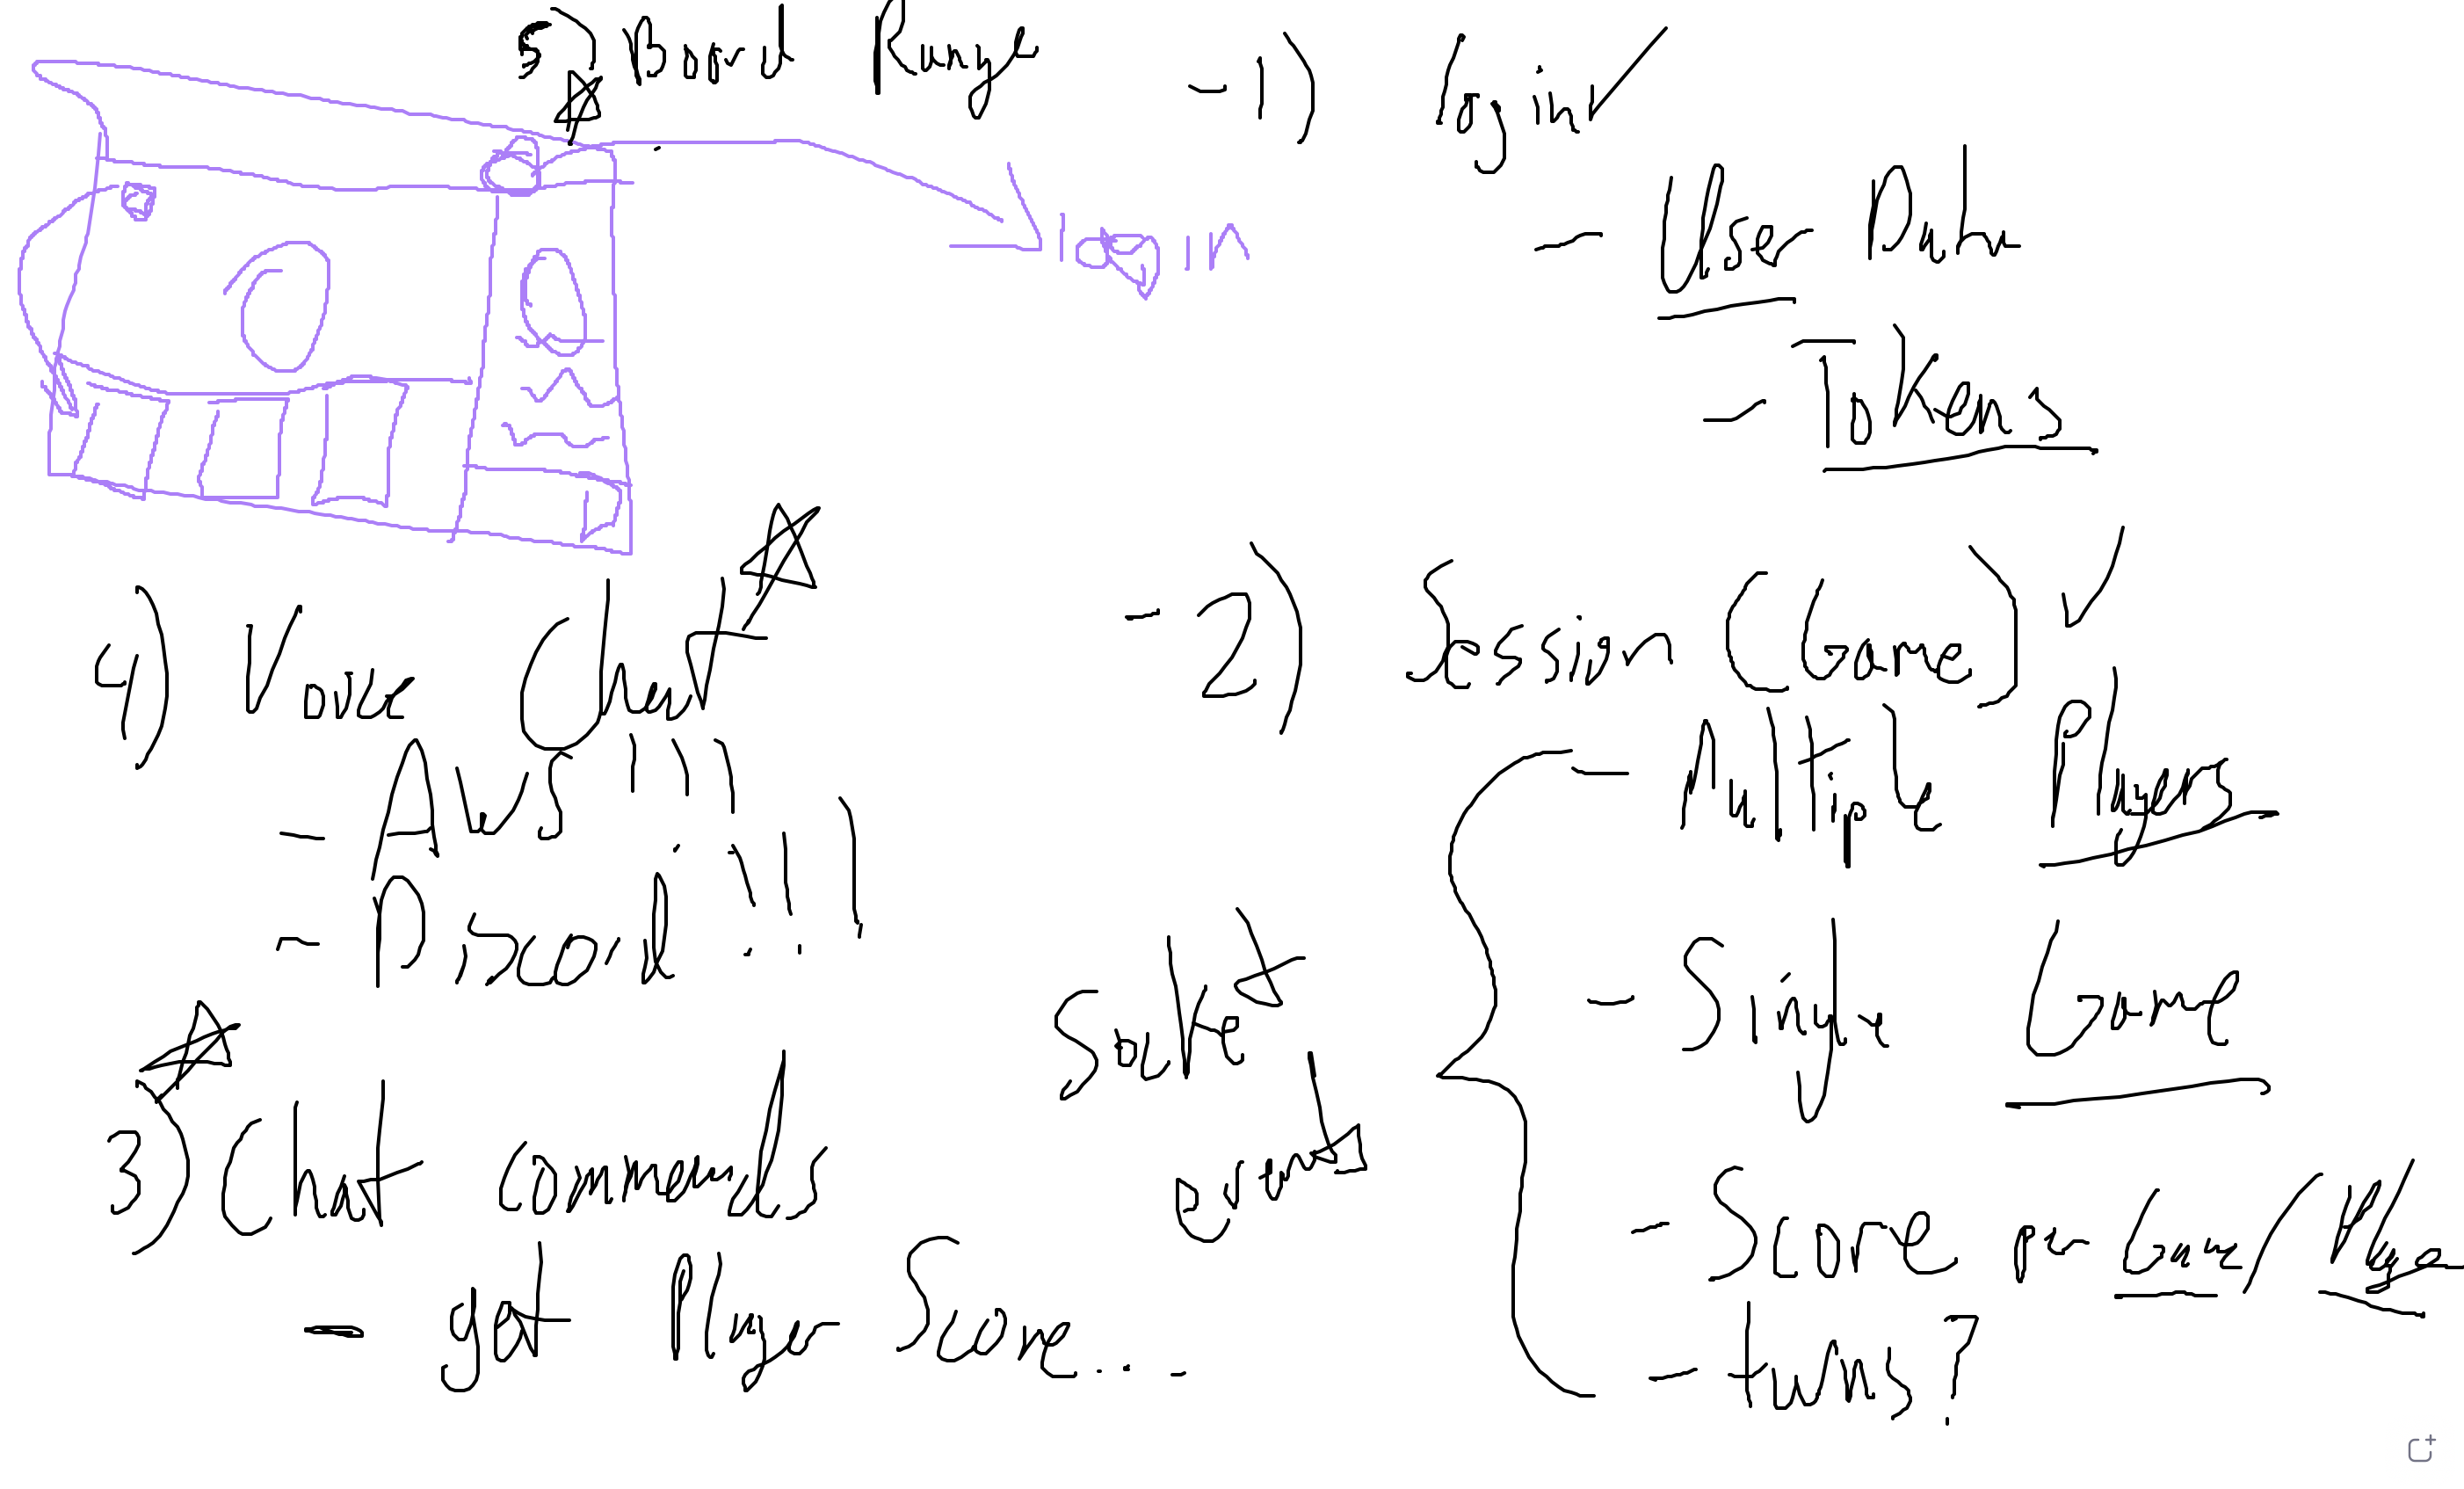 5) Board Range
login
- 1) login
- User Data
- Tokens
- 2) Session (Game)
- Multiple Players
- Single Game
- Score per Game/Player
- turns?
Socket
events
4) Voice Chat
- AWS !!!
- Discord !!!
3) Chat commands
- get Player Score....